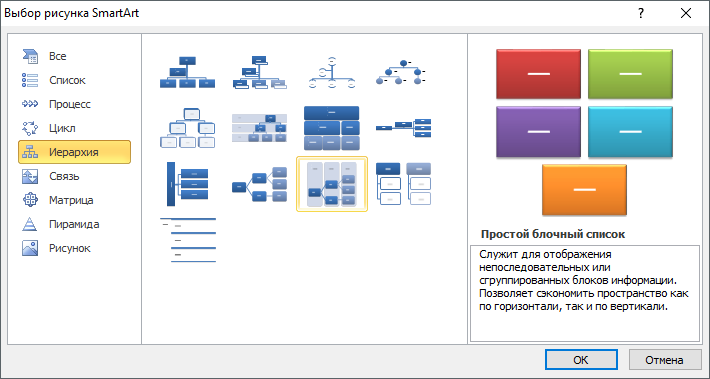 Выбор рисунка SmartArt
?
Все
Список
Процесс
Цикл
Иерархия
Связь
Матрица
Пирамида
Рисунок
Простой блочный список
Служит для отображения
непоследовательных или
сгруппированных блоков информации.
Позволяет сэкономить пространство как
по горизонтали, так и по вертикали.
ОК
Отмена